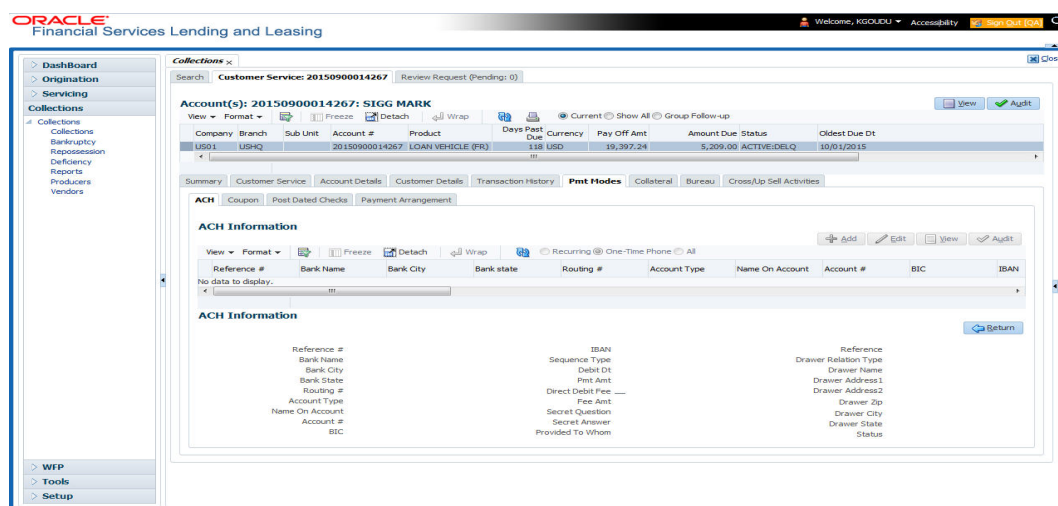 ORACLE
Welcome, KGOUDU Accessibility Sign Out [QA]
Financial Services Lending and Leasing
DashBoard
Origination
Servicing
Collections
Collections
Collections
Bankruptcy
Repossession
Deficiency
Reports
Producers
Vendors
WFP
Tools
Setup
Collections x Clos
Search Customer Service: 20150900014267 Review Request (Pending: 0)
Account(s): 20150900014267: SIGG MARK View Audit
View Format Freeze Detach Wrap Current Show All Group Follow-up
Company Branch Sub Unit Account # Product Days Past Due Currency Pay Off Amt Amount Due Status Oldest Due Dt
US01 USHQ 20150900014267 LOAN VEHICLE (FR) 118 USD 19,397.24 5,209.00 ACTIVE:DELQ 10/01/2015
Summary Customer Service Account Details Customer Details Transaction History Pmt Modes Collateral Bureau Cross/Up Sell Activities
ACH Coupon Post Dated Checks Payment Arrangement
ACH Information
Add Edit View Audit
View Format Freeze Detach Wrap Recurring One-Time Phone All
Reference # Bank Name Bank City Bank state Routing # Account Type Name On Account Account # BIC IBAN
No data to display.
ACH Information
Return
Reference # IBAN Reference
Bank Name Sequence Type Drawer Relation Type
Bank City Debit Dt Drawer Name
Bank State Pmt Amt Drawer Address1
Routing # Direct Debit Fee Drawer Address2
Account Type Fee Amt Drawer Zip
Name On Account Secret Question Drawer City
Account # Secret Answer Drawer State
BIC Provided To Whom Status